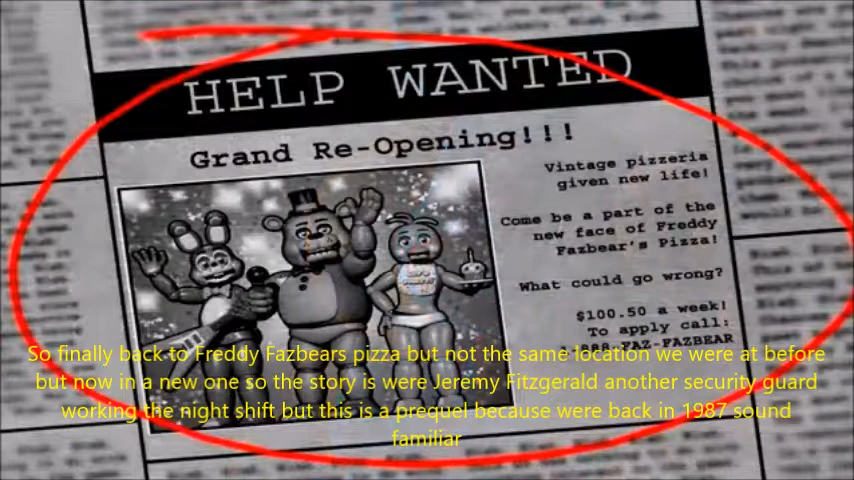 HELP WANTED
Grand Re-Opening!!!
Vintage pizzeria
given new life!
Come be a part of the
new face of Freddy
Fazbear's Pizza!
What could go wrong?
$100.50 a week!
To apply call:
1-888-FAZ-FAZBEAR
So finally back to Freddy Fazbears pizza but not the same location we were at before
but now in a new one so the story is were Jeremy Fitzgerald another security guard
working the night shift but this is a prequel because were back in 1987 sound
familiar